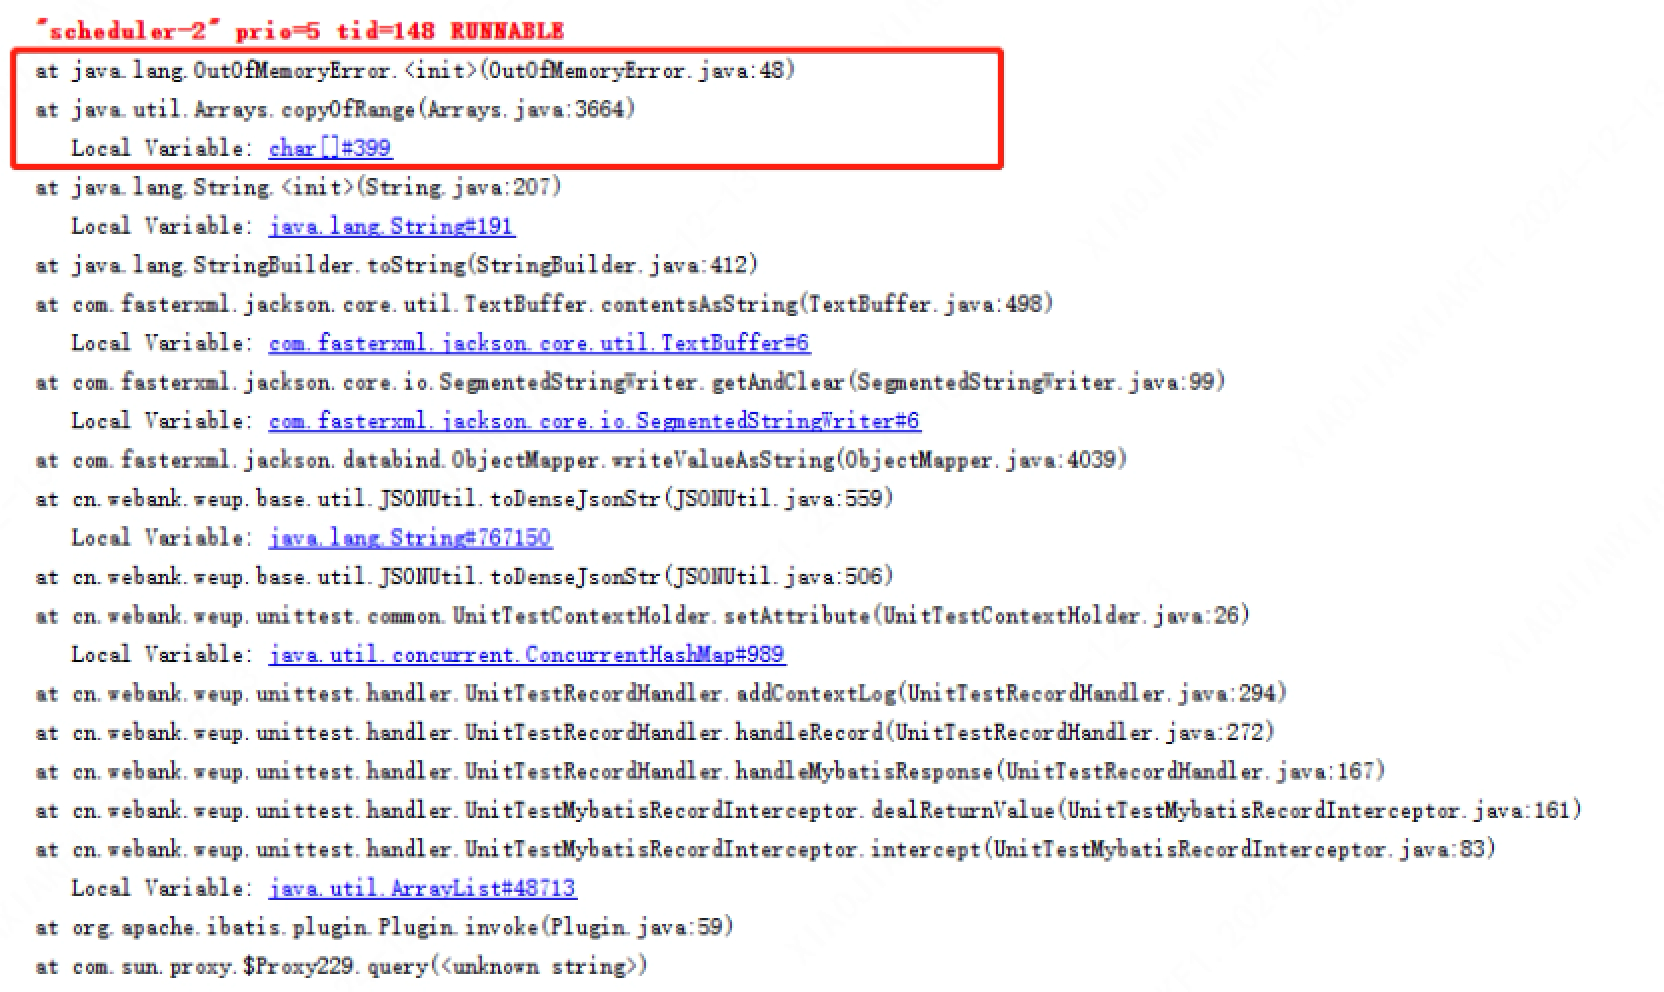 "scheduler-2" prio=5 tid=148 RUNNABLE
at java.lang.OutOfMemoryError.<init>(OutOfMemoryError.java:48)
at java.util.Arrays.copyOfRange(Arrays.java:3664)
Local Variable: char[]#399
at java.lang.String.<init>(String.java:207)
Local Variable: java.lang.String#191
at java.lang.StringBuilder.toString(StringBuilder.java:412)
at com.fasterxml.jackson.core.util.TextBuffer.contentsAsString(TextBuffer.java:498)
Local Variable: com.fasterxml.jackson.core.util.TextBuffer#6
at com.fasterxml.jackson.core.io.SegmentedStringWriter.getAndClear(SegmentedStringWriter.java:99)
Local Variable: com.fasterxml.jackson.core.io.SegmentedStringWriter#6
at com.fasterxml.jackson.databind.ObjectMapper.writeValueAsString(ObjectMapper.java:4039)
at cn.webank.weup.base.util.JSONUtil.toDenseJsonStr(JSONUtil.java:559)
Local Variable: java.lang.String#767150
at cn.webank.weup.base.util.JSONUtil.toDenseJsonStr(JSONUtil.java:506)
at cn.webank.weup.unittest.common.UnitTestContextHolder.setAttribute(UnitTestContextHolder.java:26)
Local Variable: java.util.concurrent.ConcurrentHashMap#989
at cn.webank.weup.unittest.handler.UnitTestRecordHandler.addContextLog(UnitTestRecordHandler.java:294)
at cn.webank.weup.unittest.handler.UnitTestRecordHandler.handleRecord(UnitTestRecordHandler.java:272)
at cn.webank.weup.unittest.handler.UnitTestRecordHandler.handleMybatisResponse(UnitTestRecordHandler.java:167)
at cn.webank.weup.unittest.handler.UnitTestMybatisRecordInterceptor.dealReturnValue(UnitTestMybatisRecordInterceptor.java:161)
at cn.webank.weup.unittest.handler.UnitTestMybatisRecordInterceptor.intercept(UnitTestMybatisRecordInterceptor.java:83)
Local Variable: java.util.ArrayList#48713
at org.apache.ibatis.plugin.Plugin.invoke(Plugin.java:59)
at com.sun.proxy.$Proxy229.query(<unknown string>)